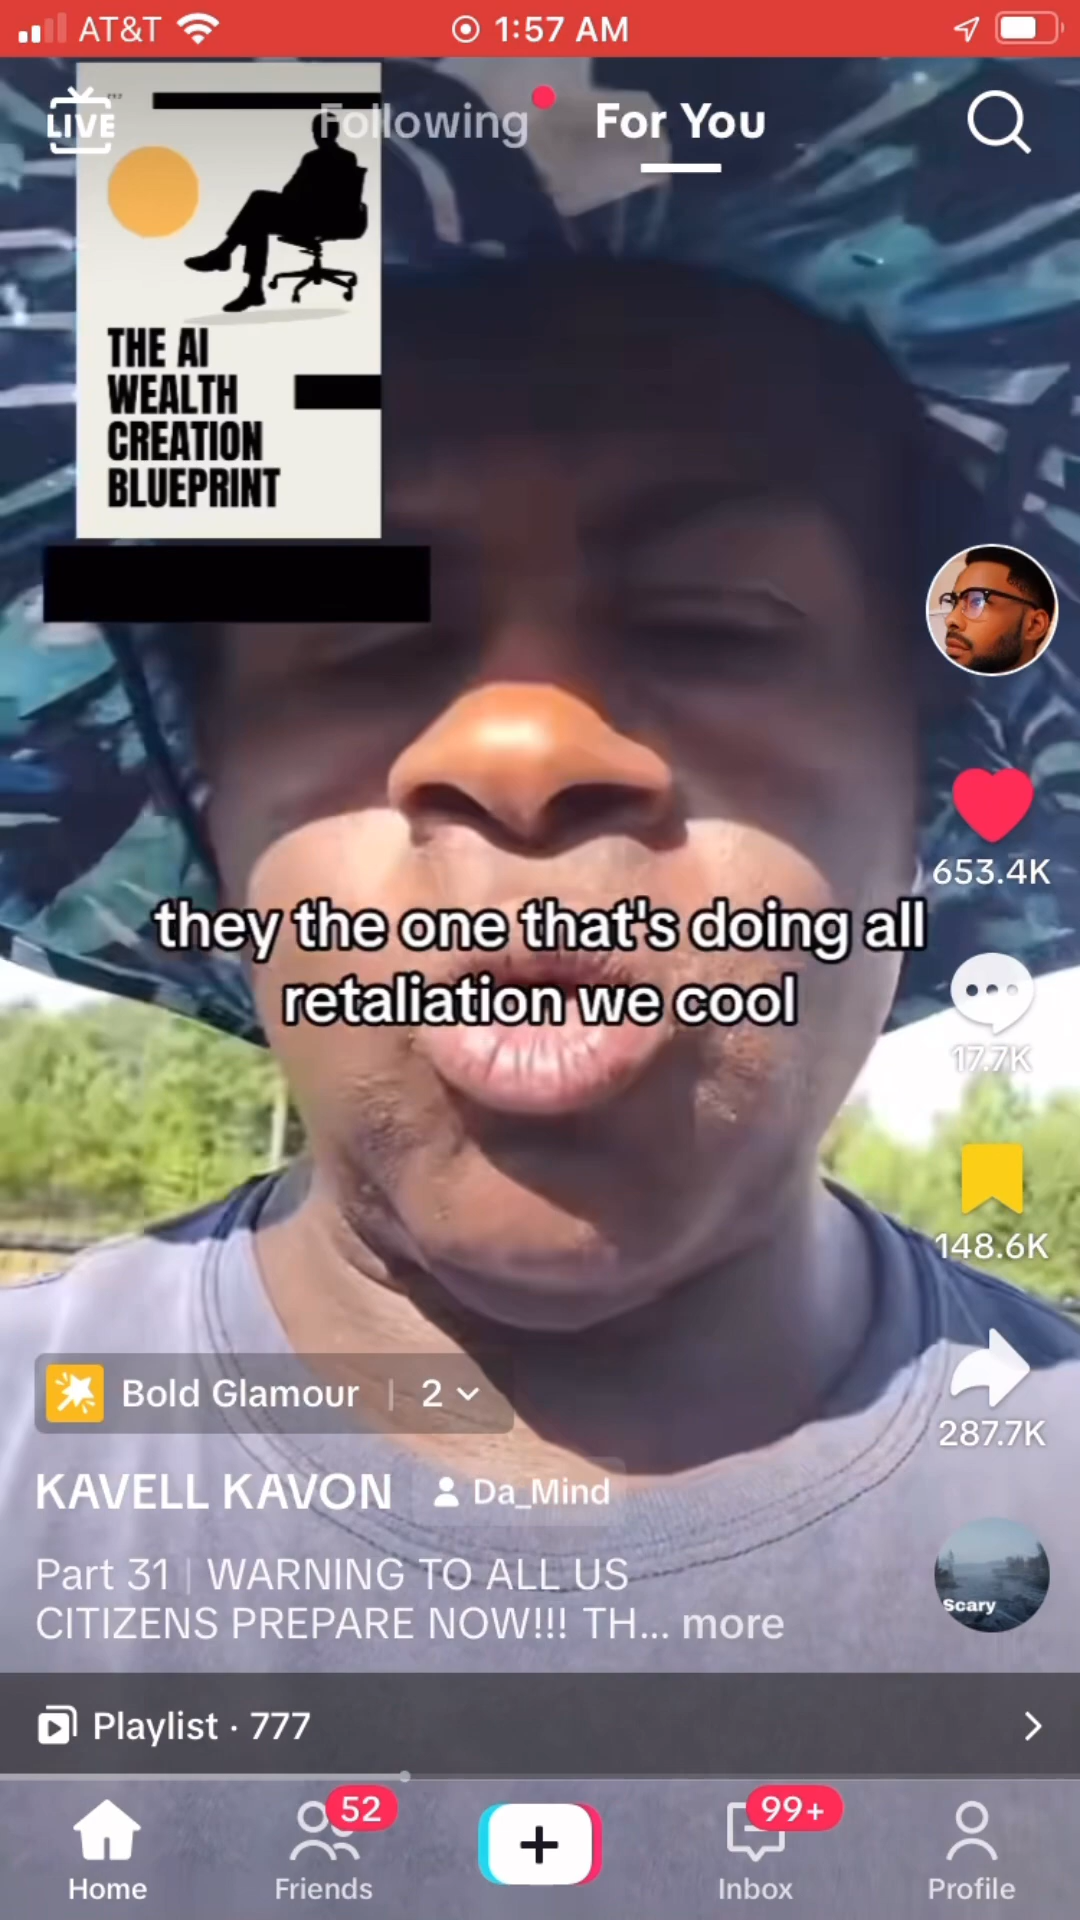 AT&T 1:57 AM
LIVE Following For You
THE AI
WEALTH
CREATION
BLUEPRINT
653.4K
they the one that's doing all
retaliation we cool
17.7K
148.6K
Bold Glamour | 2
287.7K
KAVELL KAVON Da_Mind
Part 31 | WARNING TO ALL US
CITIZENS PREPARE NOW!!! TH... more
Scary
Playlist · 777
52
99+
Home Friends Inbox Profile